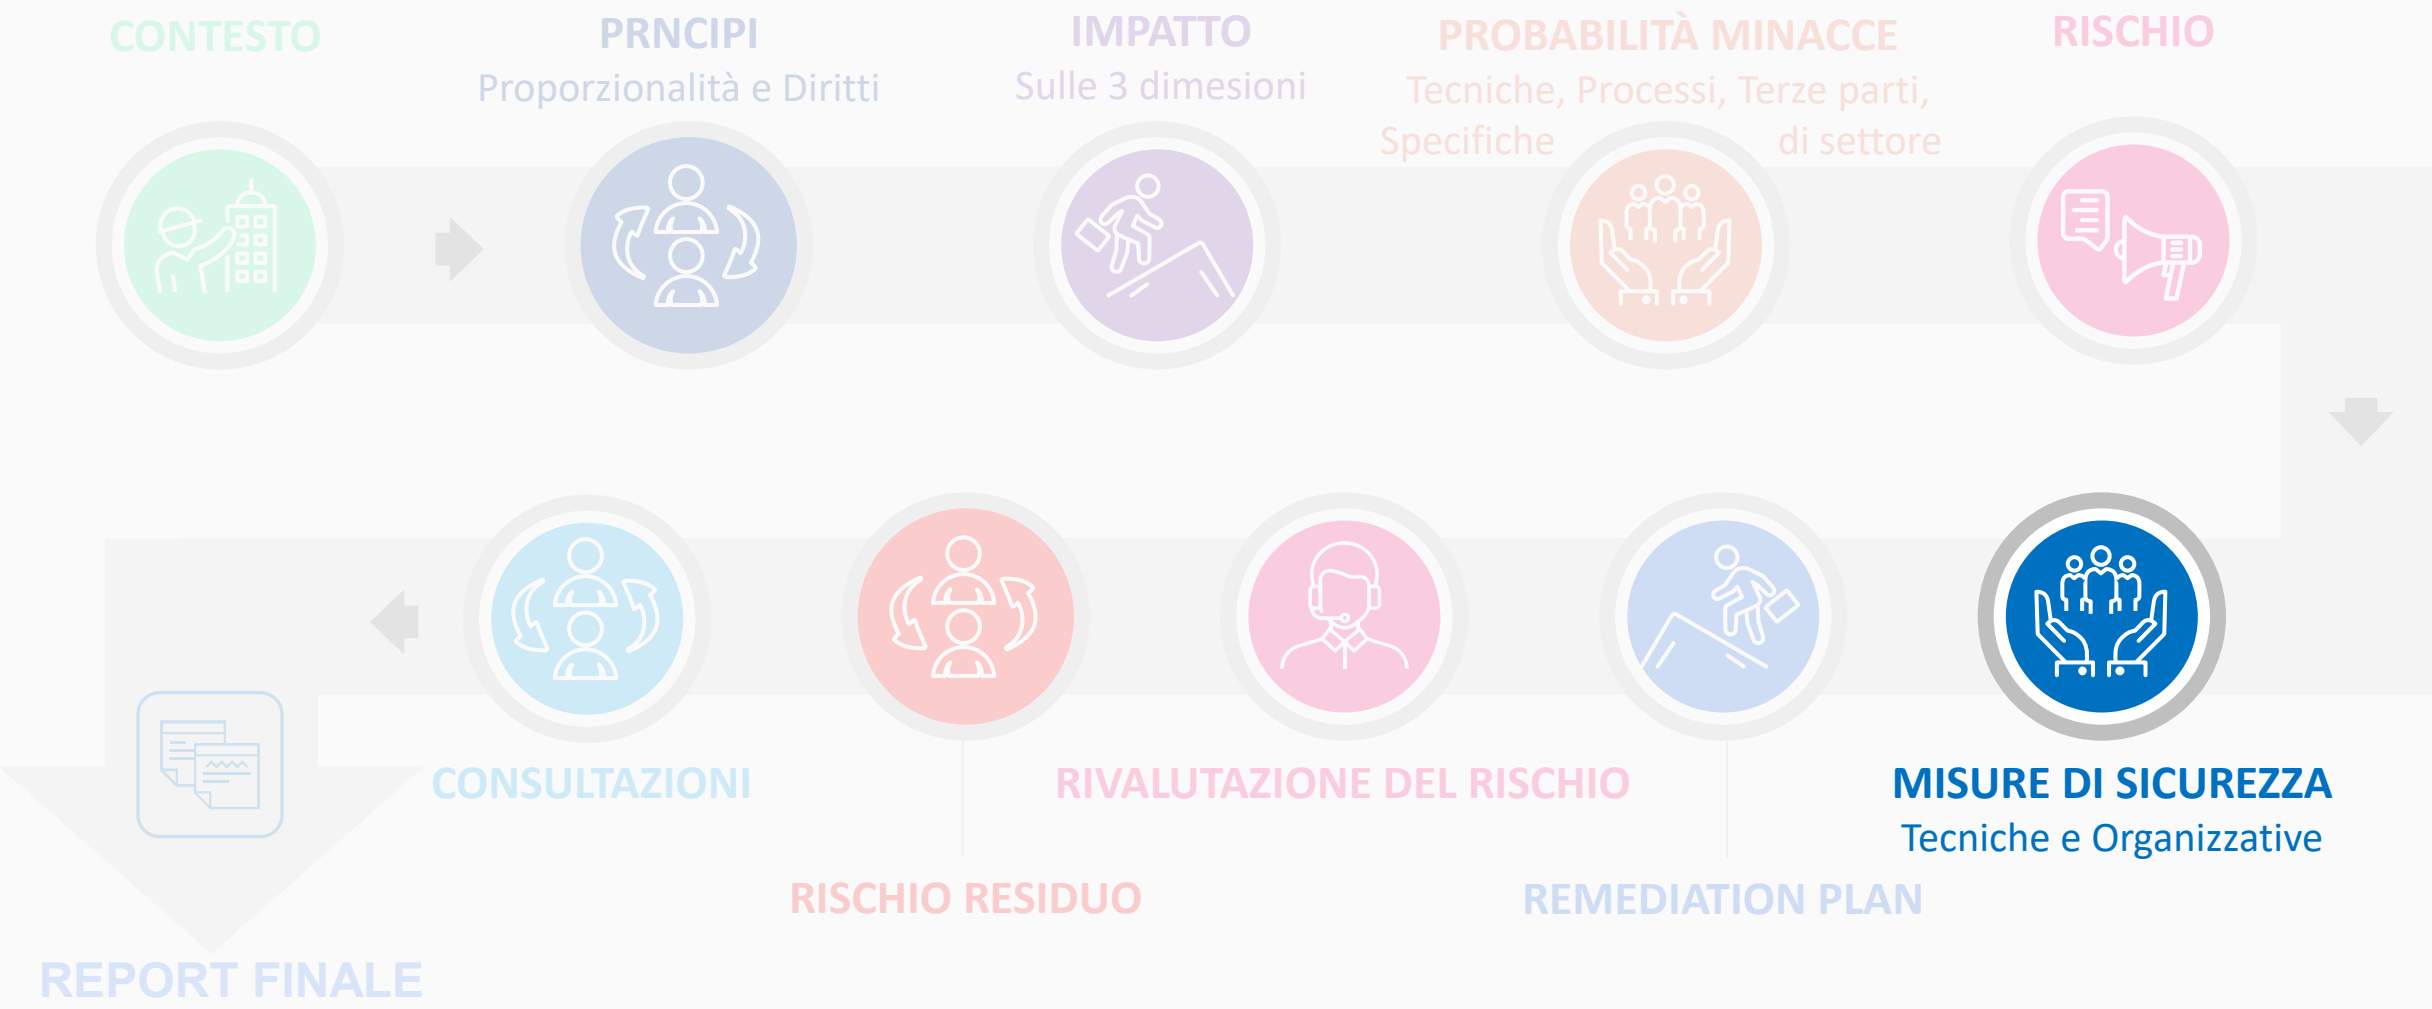 CONTESTO
PRNCIPI
Proporzionalità e Diritti
IMPATTO
Sulle 3 dimesioni
PROBABILITÀ MINACCE
Tecniche, Processi, Terze parti,
Specifiche di settore
RISCHIO
CONSULTAZIONI
RIVALUTAZIONE DEL RISCHIO
MISURE DI SICUREZZA
Tecniche e Organizzative
RISCHIO RESIDUO
REMEDIATION PLAN
REPORT FINALE